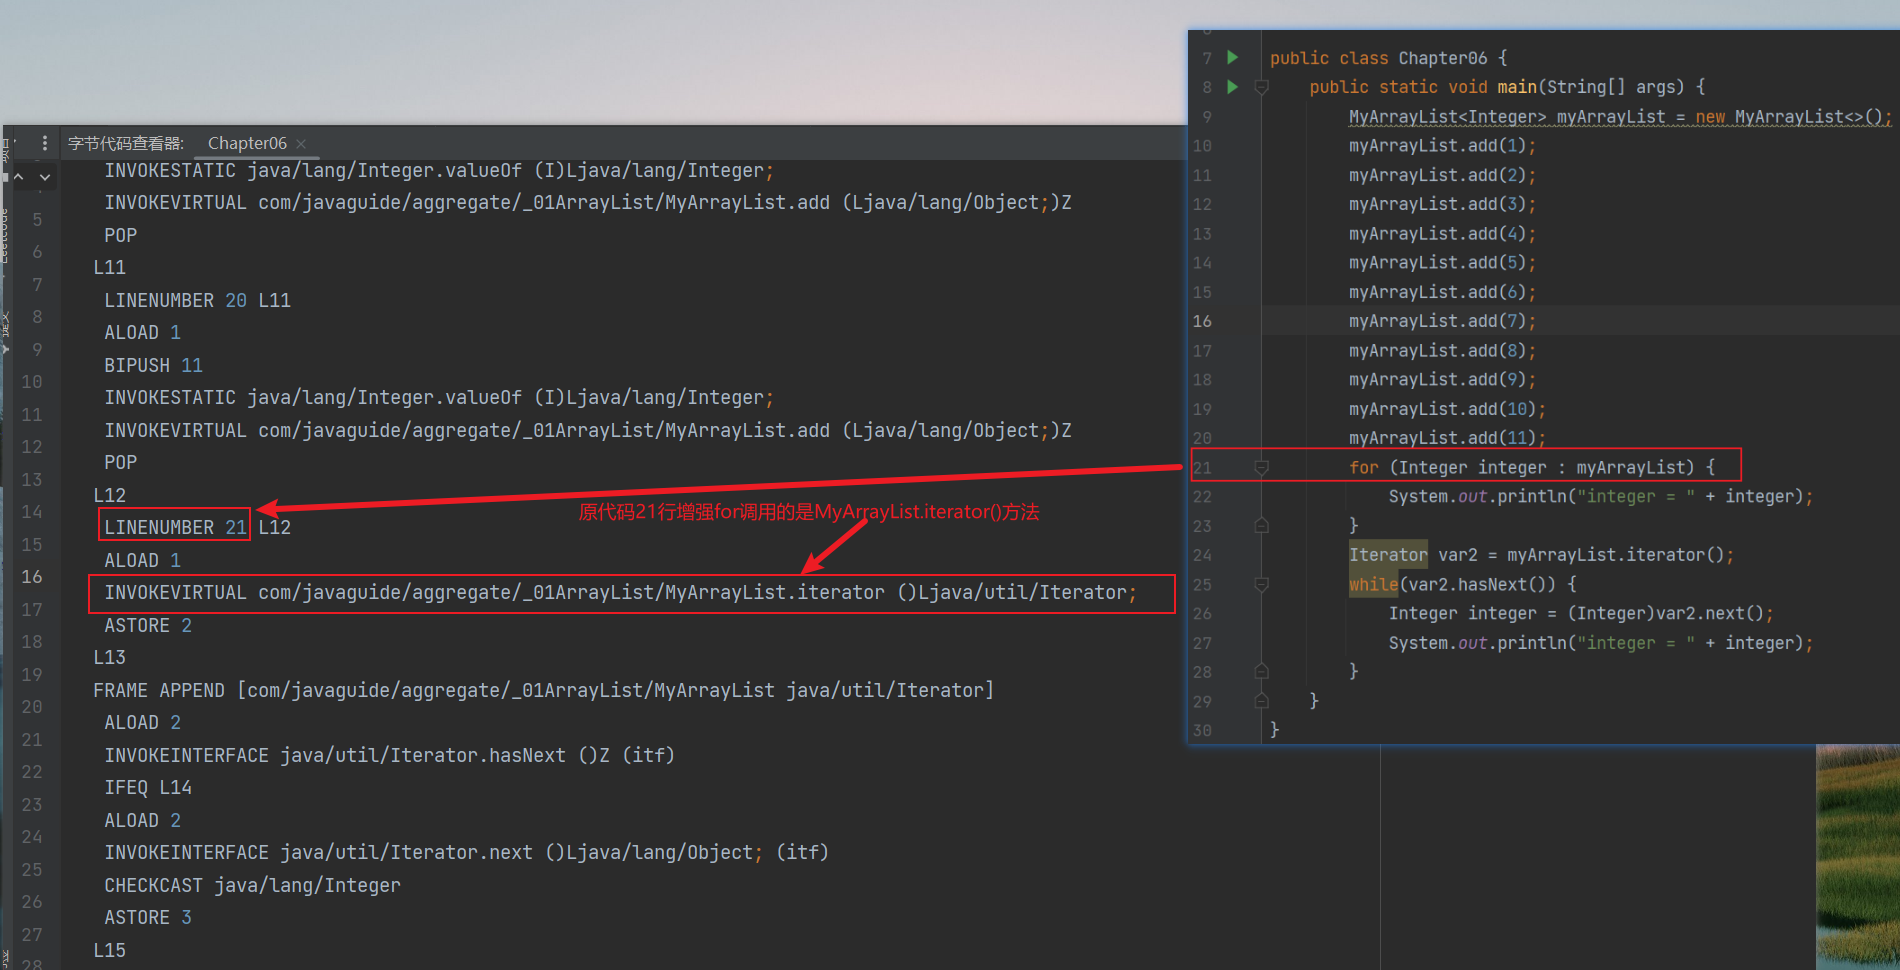 字节代码查看器: Chapter06
INVOKESTATIC java/lang/Integer.valueOf (I)Ljava/lang/Integer;
INVOKEVIRTUAL com/javaguide/aggregate/_01ArrayList/MyArrayList.add (Ljava/lang/Object;)Z
5
POP
6
L11
7
LINENUMBER 20 L11
8
ALOAD 1
9
BIPUSH 11
10
INVOKESTATIC java/lang/Integer.valueOf (I)Ljava/lang/Integer;
11
INVOKEVIRTUAL com/javaguide/aggregate/_01ArrayList/MyArrayList.add (Ljava/lang/Object;)Z
12
POP
13
L12
14
LINENUMBER 21 L12
原代码21行增强for调用的是MyArrayList.iterator()方法
15
ALOAD 1
16
INVOKEVIRTUAL com/javaguide/aggregate/_01ArrayList/MyArrayList.iterator ()Ljava/util/Iterator;
17
ASTORE 2
18
L13
19
FRAME APPEND [com/javaguide/aggregate/_01ArrayList/MyArrayList java/util/Iterator]
20
ALOAD 2
21
INVOKEINTERFACE java/util/Iterator.hasNext ()Z (itf)
22
IFEQ L14
23
ALOAD 2
24
INVOKEINTERFACE java/util/Iterator.next ()Ljava/lang/Object; (itf)
25
CHECKCAST java/lang/Integer
26
ASTORE 3
27
L15
28
7 public class Chapter06 {
8 public static void main(String[] args) {
9 MyArrayList<Integer> myArrayList = new MyArrayList<>();
10 myArrayList.add(1);
11 myArrayList.add(2);
12 myArrayList.add(3);
13 myArrayList.add(4);
14 myArrayList.add(5);
15 myArrayList.add(6);
16 myArrayList.add(7);
17 myArrayList.add(8);
18 myArrayList.add(9);
19 myArrayList.add(10);
20 myArrayList.add(11);
21 for (Integer integer : myArrayList) {
22 System.out.println("integer = " + integer);
23 }
24 Iterator var2 = myArrayList.iterator();
25 while(var2.hasNext()) {
26 Integer integer = (Integer)var2.next();
27 System.out.println("integer = " + integer);
28 }
29 }
30 }